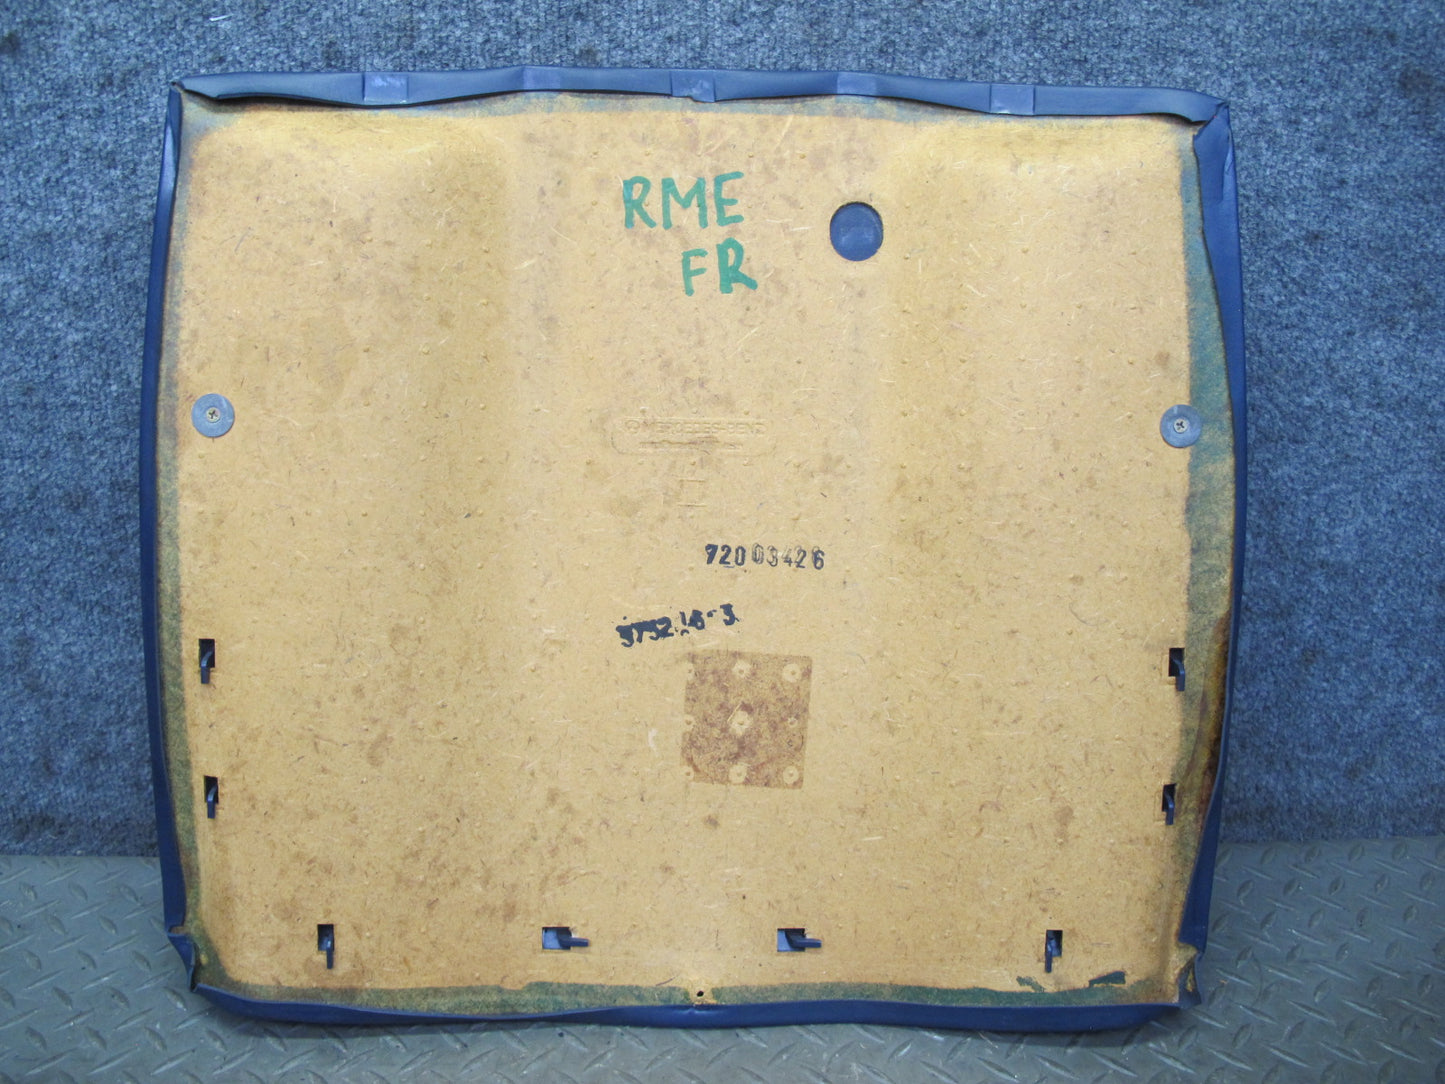 RME
FR
MERCEDES-BENZ
72003426